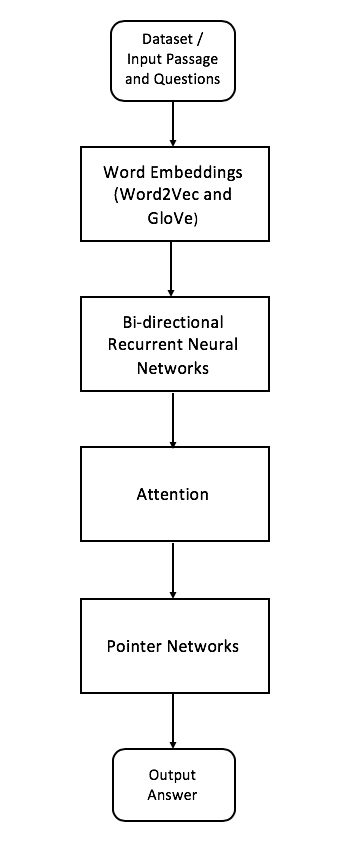 Dataset /
Input Passage
and Questions
Word Embeddings
(Word2Vec and
GloVe)
Bi-directional
Recurrent Neural
Networks
Attention
Pointer Networks
Output
Answer